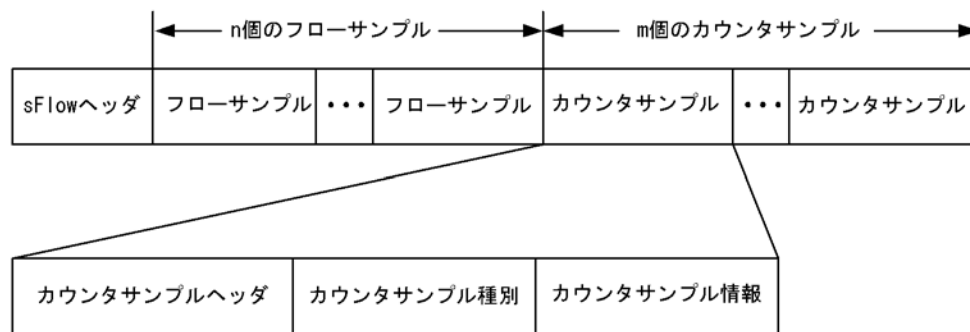 n個のフローサンプル
m個のカウンタサンプル
sFlowヘッダ
フローサンプル
•••
フローサンプル
カウンタサンプル
•••
カウンタサンプル
カウンタサンプルヘッダ
カウンタサンプル種別
カウンタサンプル情報